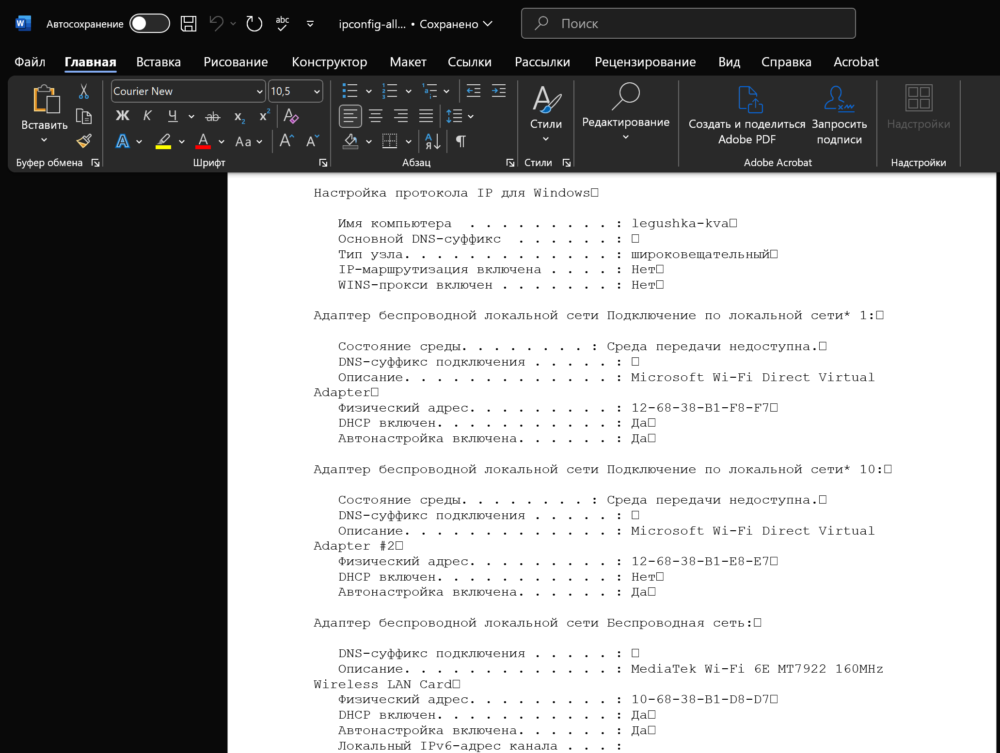 W Автосохранение abc ipconfig-all... • Сохранено Поиск
Файл Главная Вставка Рисование Конструктор Макет Ссылки Рассылки Рецензирование Вид Справка Acrobat
Вставить
Буфер обмена
Courier New 10,5
Ж К Ч ab x₂ x² A
A A Aa A A
Шрифт
А Я ¶
Абзац
Стили
Стили
Редактирование
Создать и поделиться Adobe PDF
Запросить подписи
Adobe Acrobat
Надстройки
Надстройки
Настройка протокола IP для Windows□
Имя компьютера  . . . . . . . . . : legushka-kva□
Основной DNS-суффикс  . . . . . . : □
Тип узла. . . . . . . . . . . . . . : широковещательный□
IP-маршрутизация включена . . . . : Нет□
WINS-прокси включен . . . . . . . : Нет□
Адаптер беспроводной локальной сети Подключение по локальной сети* 1:□
Состояние среды. . . . . . . . : Среда передачи недоступна.□
DNS-суффикс подключения . . . . . : □
Описание. . . . . . . . . . . . . : Microsoft Wi-Fi Direct Virtual
Adapter□
Физический адрес. . . . . . . . . : 12-68-38-B1-F8-F7□
DHCP включен. . . . . . . . . . . : Да□
Автонастройка включена. . . . . . : Да□
Адаптер беспроводной локальной сети Подключение по локальной сети* 10:□
Состояние среды. . . . . . . . : Среда передачи недоступна.□
DNS-суффикс подключения . . . . . : □
Описание. . . . . . . . . . . . . : Microsoft Wi-Fi Direct Virtual
Adapter #2□
Физический адрес. . . . . . . . . : 12-68-38-B1-E8-E7□
DHCP включен. . . . . . . . . . . : Нет□
Автонастройка включена. . . . . . : Да□
Адаптер беспроводной локальной сети Беспроводная сеть:□
DNS-суффикс подключения . . . . . : □
Описание. . . . . . . . . . . . . : MediaTek Wi-Fi 6E MT7922 160MHz
Wireless LAN Card□
Физический адрес. . . . . . . . . : 10-68-38-B1-D8-D7□
DHCP включен. . . . . . . . . . . : Да□
Автонастройка включена. . . . . . : Да□
Локальный IPv6-адрес канала . . . :